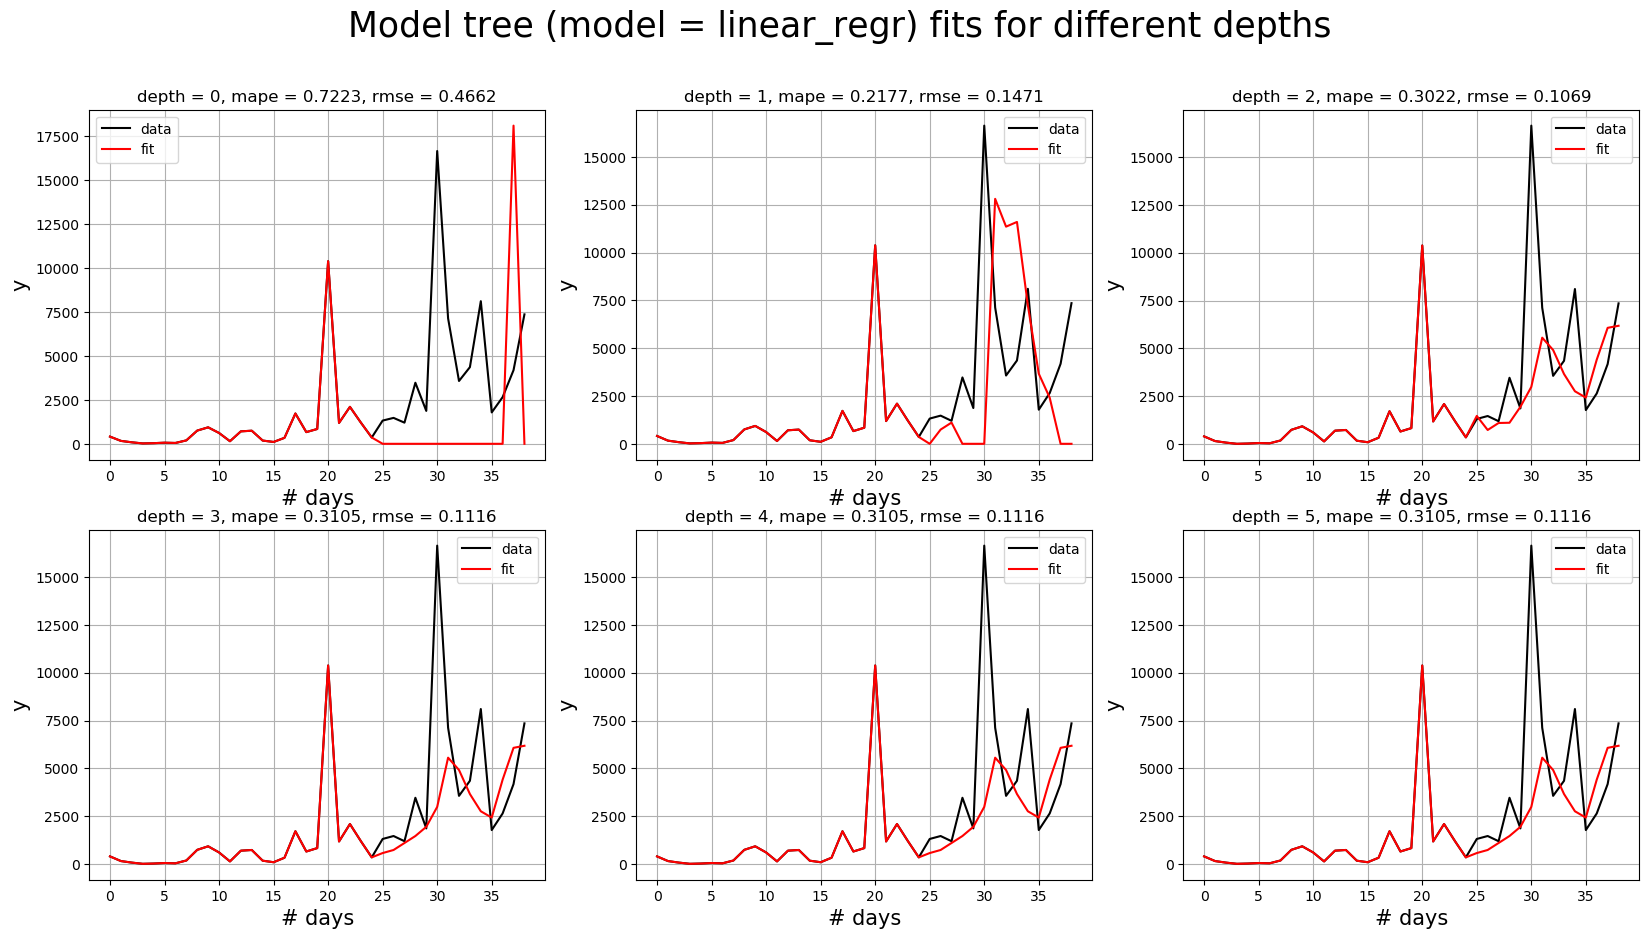 Model tree (model = linear_regr) fits for different depths
depth = 0, mape = 0.7223, rmse = 0.4662
data
fit
17500
15000
12500
10000
7500
5000
2500
0
y
0 5 10 15 20 25 30 35
# days
depth = 1, mape = 0.2177, rmse = 0.1471
data
fit
15000
12500
10000
7500
5000
2500
0
y
0 5 10 15 20 25 30 35
# days
depth = 2, mape = 0.3022, rmse = 0.1069
data
fit
15000
12500
10000
7500
5000
2500
0
y
0 5 10 15 20 25 30 35
# days
depth = 3, mape = 0.3105, rmse = 0.1116
data
fit
15000
12500
10000
7500
5000
2500
0
y
0 5 10 15 20 25 30 35
# days
depth = 4, mape = 0.3105, rmse = 0.1116
data
fit
15000
12500
10000
7500
5000
2500
0
y
0 5 10 15 20 25 30 35
# days
depth = 5, mape = 0.3105, rmse = 0.1116
data
fit
15000
12500
10000
7500
5000
2500
0
y
0 5 10 15 20 25 30 35
# days